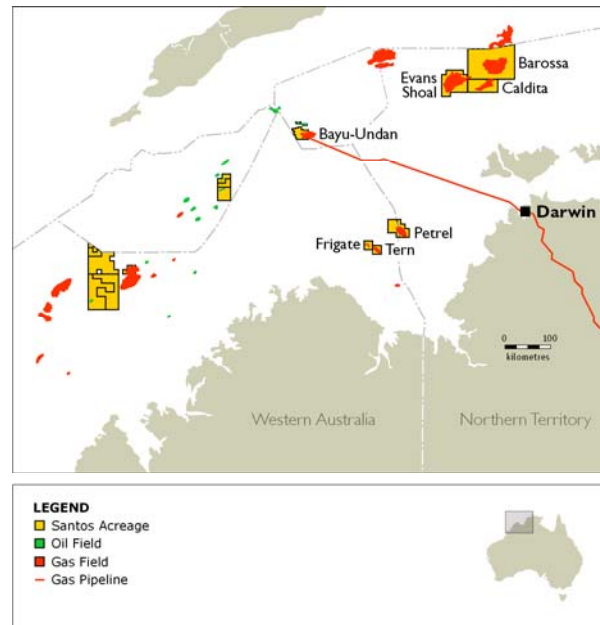 Barossa
Evans
Shoal
Caldita
Bayu-Undan
Darwin
Petrel
Frigate
Tern
0 100
kilometres
Western Australia
Northern Territory
LEGEND
Santos Acreage
Oil Field
Gas Field
Gas Pipeline